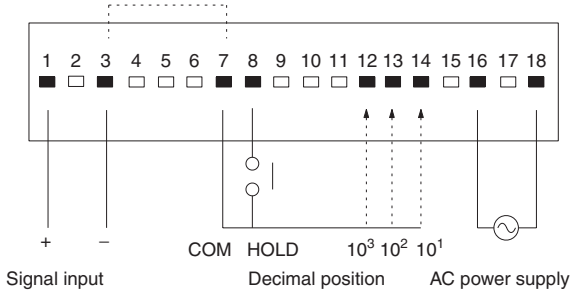 1 2 3 4 5 6 7 8 9 10 11 12 13 14 15 16 17 18
+ − COM HOLD 10³ 10² 10¹
Signal input Decimal position AC power supply